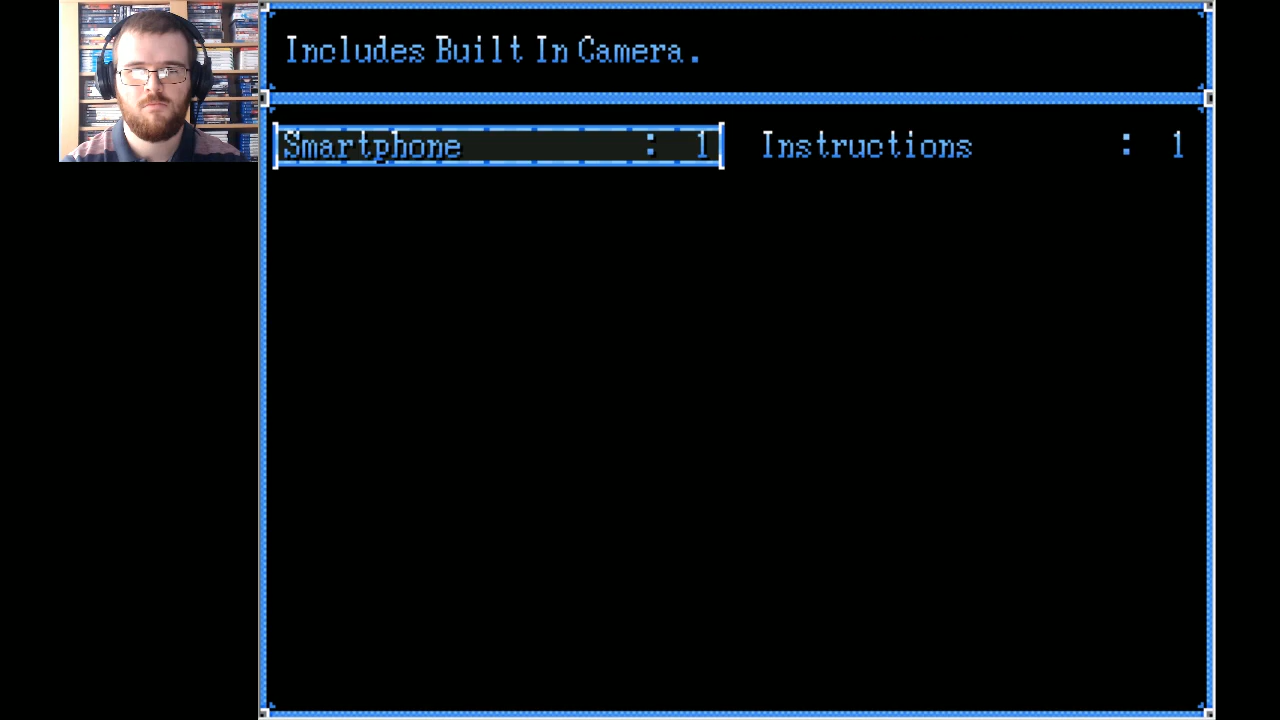 Includes Built In Camera.
Smartphone : 1 Instructions : 1